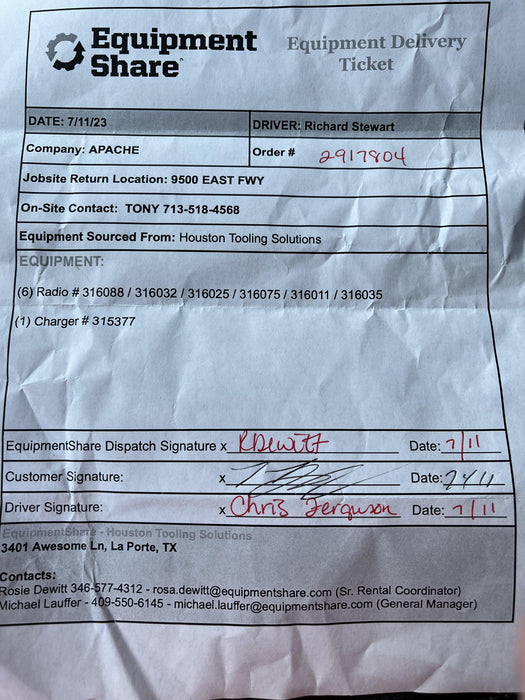 Equipment Share
Equipment Delivery
Ticket
DATE: 7/11/23
DRIVER: Richard Stewart
Company: APACHE
Order # 2917804
Jobsite Return Location: 9500 EAST FWY
On-Site Contact: TONY 713-518-4568
Equipment Sourced From: Houston Tooling Solutions
EQUIPMENT:
(6) Radio # 316088 / 316032 / 316025 / 316075 / 316011 / 316035
(1) Charger # 315377
EquipmentShare Dispatch Signature x RDewitt Date: 7/11
Customer Signature: x Date: 7/11
Driver Signature: x Chris Ferguson Date: 7/11
EquipmentShare - Houston Tooling Solutions
3401 Awesome Ln, La Porte, TX
Contacts:
Rosie Dewitt 346-577-4312 - rosa.dewitt@equipmentshare.com (Sr. Rental Coordinator)
Michael Lauffer - 409-550-6145 - michael.lauffer@equipmentshare.com (General Manager)